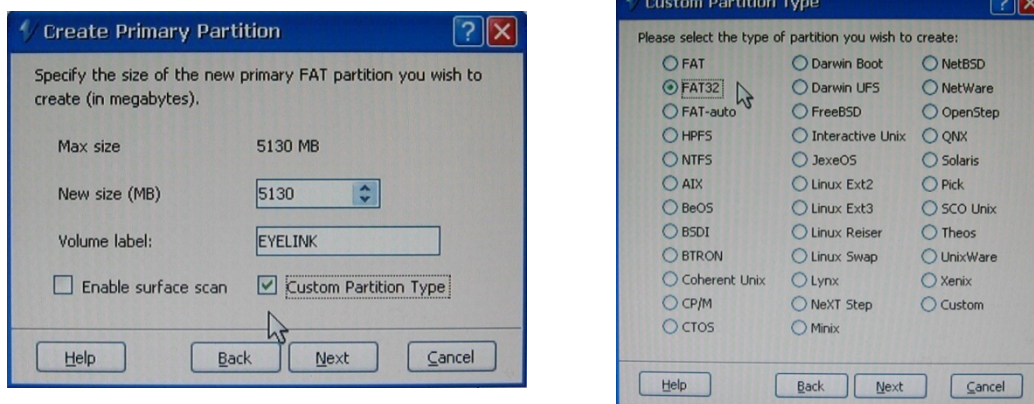 Create Primary Partition
Specify the size of the new primary FAT partition you wish to
create (in megabytes).
Max size 5130 MB
New size (MB) 5130
Volume label: EYELINK
Enable surface scan Custom Partition Type
Help Back Next Cancel
Custom Partition Type
Please select the type of partition you wish to create:
FAT Darwin Boot NetBSD
FAT32 Darwin UFS NetWare
FAT-auto FreeBSD OpenStep
HPFS Interactive Unix QNX
NTFS JexeOS Solaris
AIX Linux Ext2 Pick
BeOS Linux Ext3 SCO Unix
BSDI Linux Reiser Theos
BTRON Linux Swap UnixWare
Coherent Unix Lynx Xenix
CP/M NeXT Step Custom
CTOS Minix
Help Back Next Cancel